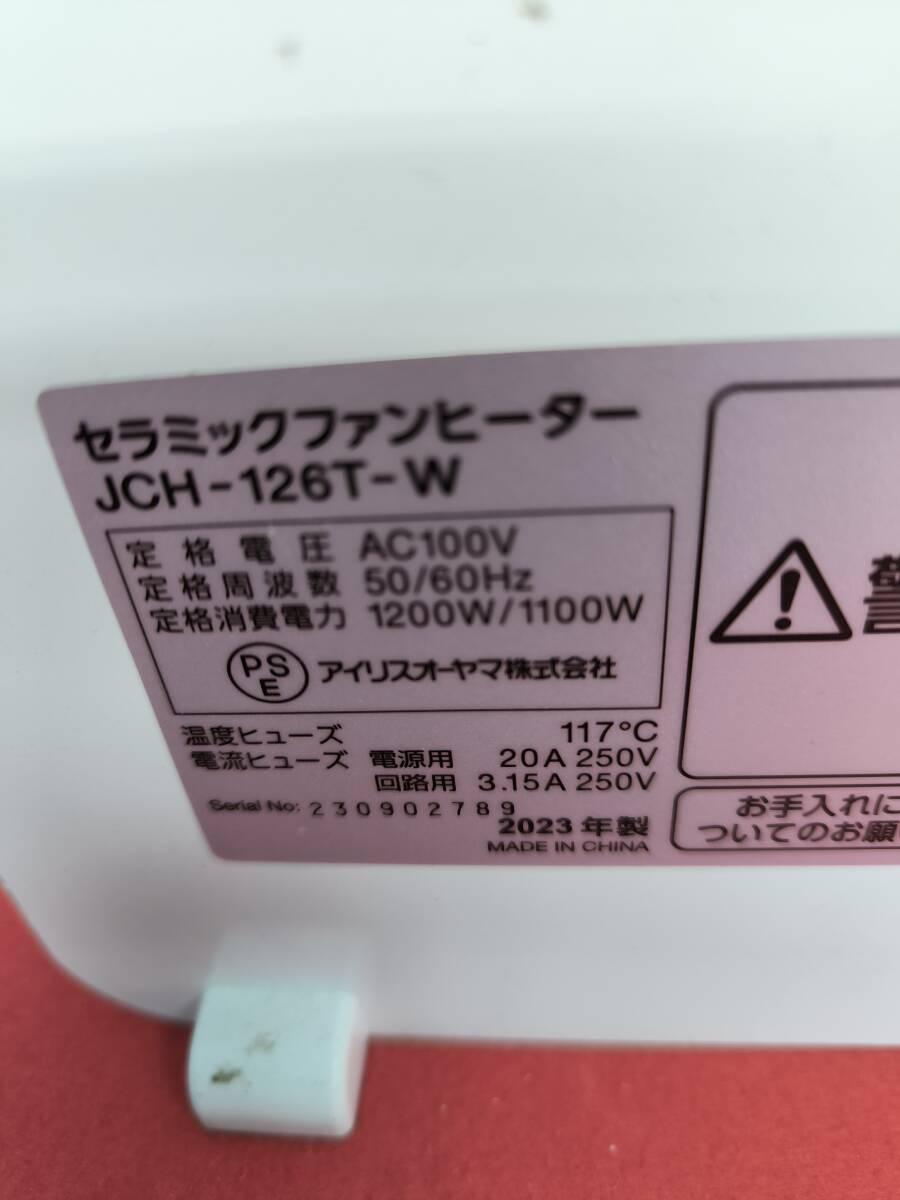 セラミックファンヒーター
JCH-126T-W
定格電圧 AC100V
定格周波数 50/60Hz
定格消費電力 1200W/1100W
PS
E
アイリスオーヤマ株式会社
温度ヒューズ 117℃
電流ヒューズ 電源用 20A 250V
回路用 3.15A 250V
Serial No: 230902789
2023年製
MADE IN CHINA
警
お手入れに
ついてのお願